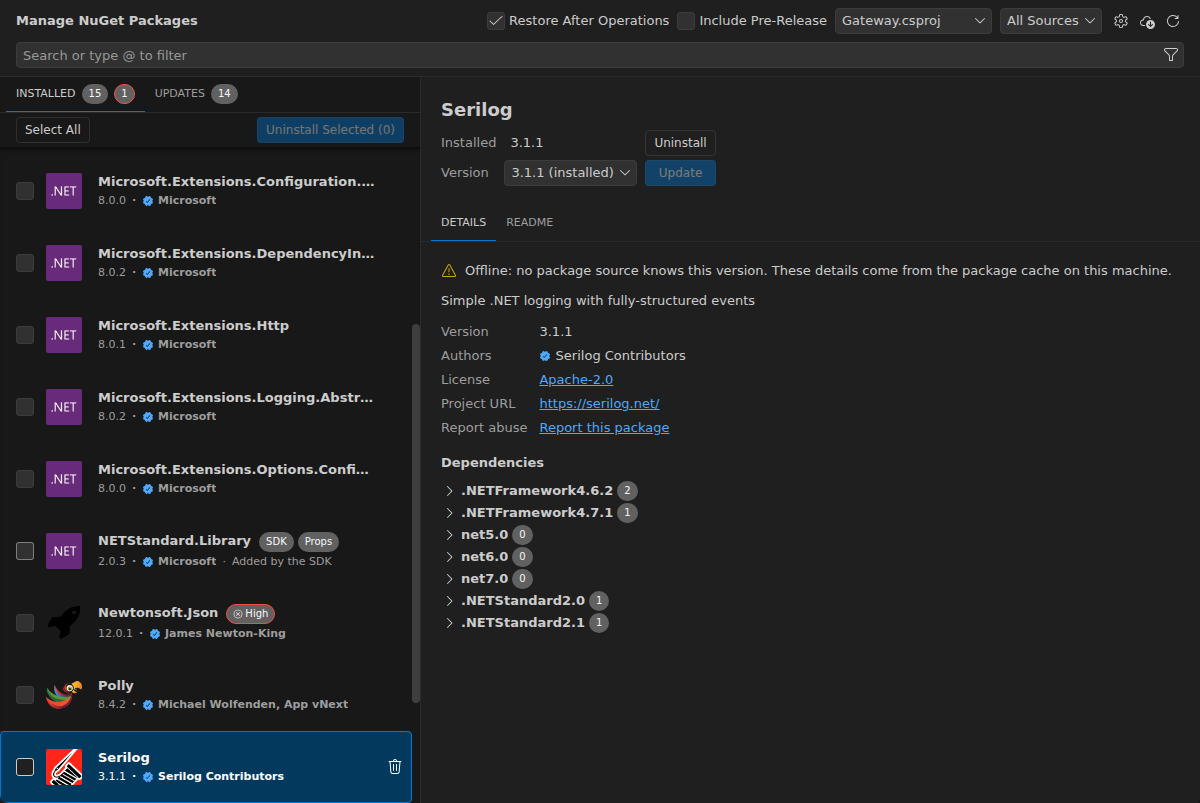 Manage NuGet Packages
Restore After Operations
Include Pre-Release
Gateway.csproj
All Sources
Search or type @ to filter
INSTALLED 15 1 UPDATES 14
Select All
Uninstall Selected (0)
.NET
Microsoft.Extensions.Configuration....
8.0.0 · Microsoft
.NET
Microsoft.Extensions.DependencyIn...
8.0.2 · Microsoft
.NET
Microsoft.Extensions.Http
8.0.1 · Microsoft
.NET
Microsoft.Extensions.Logging.Abstr...
8.0.2 · Microsoft
.NET
Microsoft.Extensions.Options.Confi...
8.0.0 · Microsoft
.NET
NETStandard.Library SDK Props
2.0.3 · Microsoft · Added by the SDK
Newtonsoft.Json High
12.0.1 · James Newton-King
Polly
8.4.2 · Michael Wolfenden, App vNext
Serilog
3.1.1 · Serilog Contributors
Serilog
Installed 3.1.1 Uninstall
Version 3.1.1 (installed) Update
DETAILS README
Offline: no package source knows this version. These details come from the package cache on this machine.
Simple .NET logging with fully-structured events
Version 3.1.1
Authors Serilog Contributors
License Apache-2.0
Project URL https://serilog.net/
Report abuse Report this package
Dependencies
.NETFramework4.6.2 2
.NETFramework4.7.1 1
net5.0 0
net6.0 0
net7.0 0
.NETStandard2.0 1
.NETStandard2.1 1